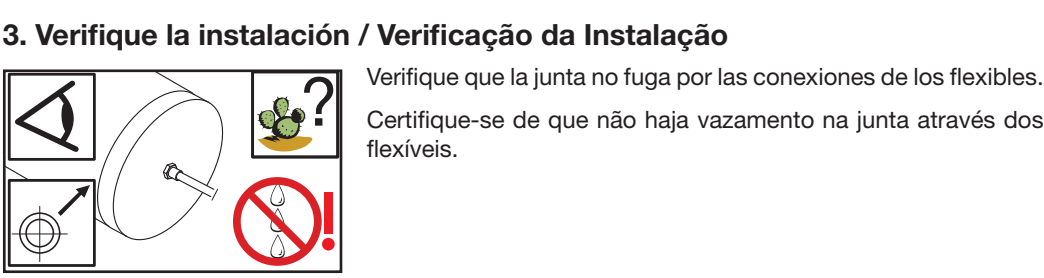 3. Verifique la instalación / Verificação da Instalação
Verifique que la junta no fuga por las conexiones de los flexibles.
Certifique-se de que não haja vazamento na junta através dos
flexíveis.
?
!